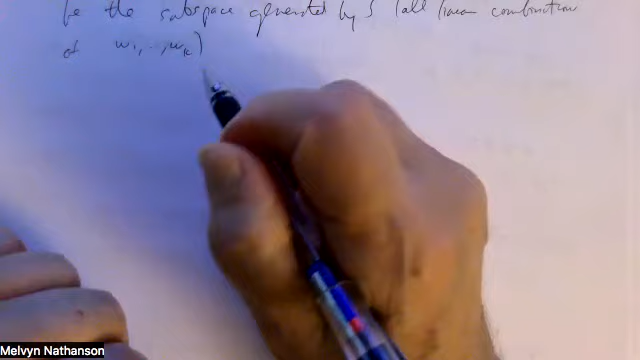 be the subspace generated by S (all linear combination
of w₁, ..., wₖ)
Melvyn Nathanson